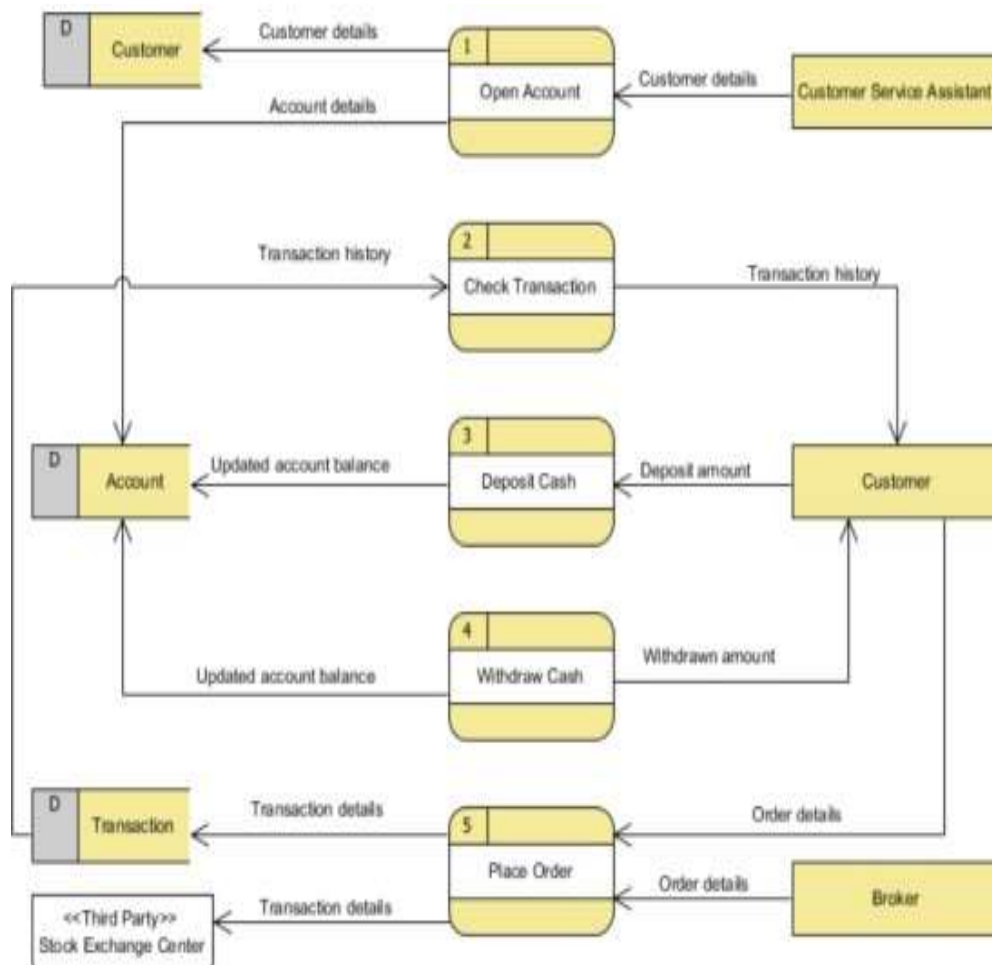 D
Customer
Customer details
1
Open Account
Customer details
Customer Service Assistant
Account details
Transaction history
2
Check Transaction
Transaction history
D
Account
Updated account balance
3
Deposit Cash
Deposit amount
Customer
Updated account balance
4
Withdraw Cash
Withdrawn amount
D
Transaction
Transaction details
5
Place Order
Order details
Order details
Broker
<<Third Party>>
Stock Exchange Center
Transaction details